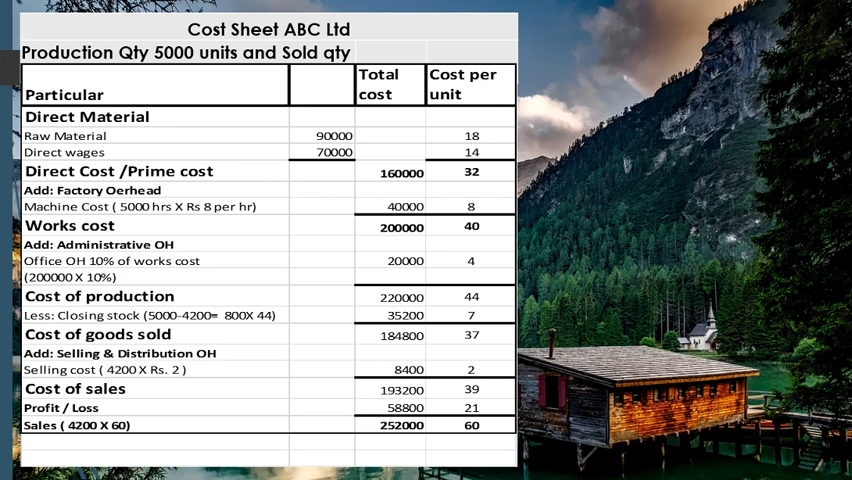 Cost Sheet ABC Ltd
Production Qty 5000 units and Sold qty
Particular Total cost Cost per unit
Direct Material
Raw Material 90000 18
Direct wages 70000 14
Direct Cost /Prime cost 160000 32
Add: Factory Oerhead
Machine Cost ( 5000 hrs X Rs 8 per hr) 40000 8
Works cost 200000 40
Add: Administrative OH
Office OH 10% of works cost 20000 4
(200000 X 10%)
Cost of production 220000 44
Less: Closing stock (5000-4200= 800X 44) 35200 7
Cost of goods sold 184800 37
Add: Selling & Distribution OH
Selling cost ( 4200 X Rs. 2 ) 8400 2
Cost of sales 193200 39
Profit / Loss 58800 21
Sales ( 4200 X 60) 252000 60